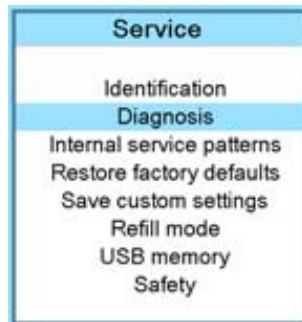 Service
Identification
Diagnosis
Internal service patterns
Restore factory defaults
Save custom settings
Refill mode
USB memory
Safety